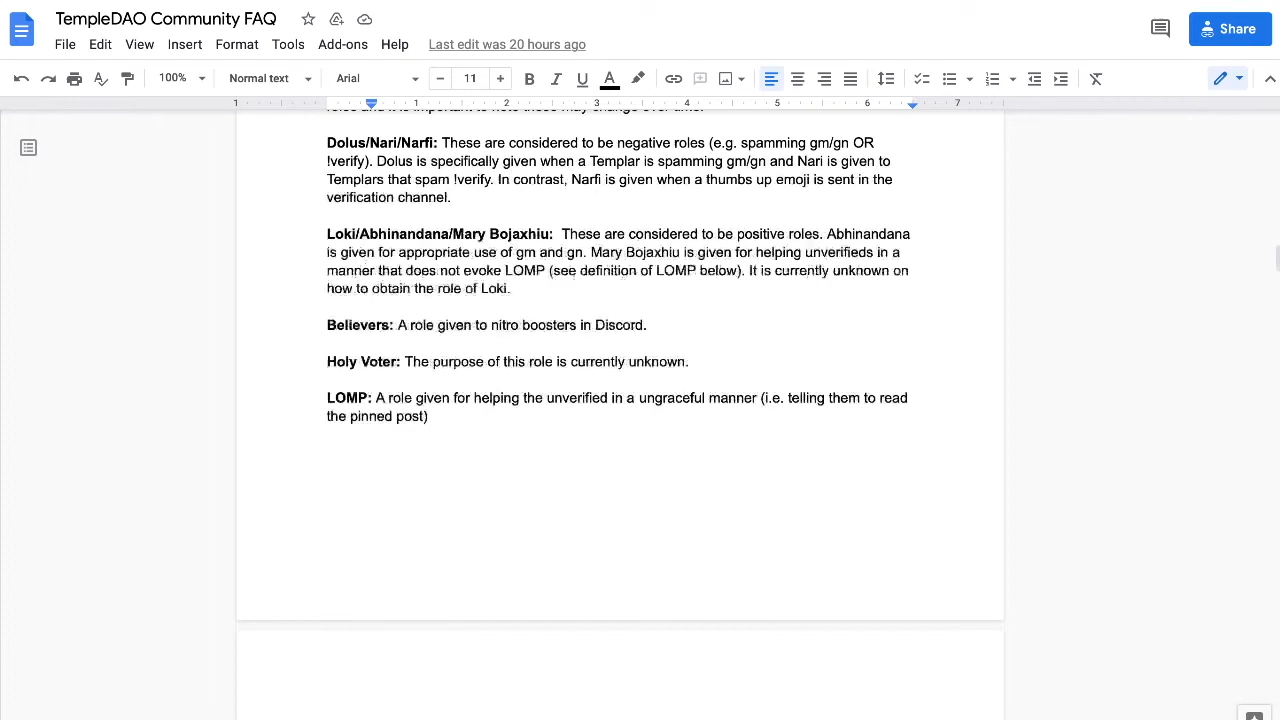 TempleDAO Community FAQ
File Edit View Insert Format Tools Add-ons Help Last edit was 20 hours ago
Share
100% Normal text Arial 11 B I U A
1 1 2 3 4 5 6 7
Dolus/Nari/Narfi: These are considered to be negative roles (e.g. spamming gm/gn OR
!verify). Dolus is specifically given when a Templar is spamming gm/gn and Nari is given to
Templars that spam !verify. In contrast, Narfi is given when a thumbs up emoji is sent in the
verification channel.
Loki/Abhinandana/Mary Bojaxhiu:  These are considered to be positive roles. Abhinandana
is given for appropriate use of gm and gn. Mary Bojaxhiu is given for helping unverifieds in a
manner that does not evoke LOMP (see definition of LOMP below). It is currently unknown on
how to obtain the role of Loki.
Believers: A role given to nitro boosters in Discord.
Holy Voter: The purpose of this role is currently unknown.
LOMP: A role given for helping the unverified in a ungraceful manner (i.e. telling them to read
the pinned post)